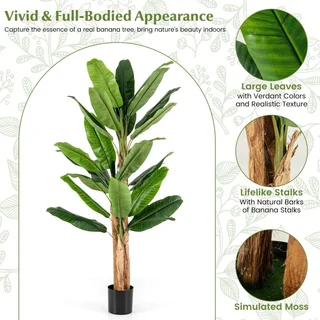 Vivid & Full-Bodied Appearance
Capture the essence of a real banana tree, bring nature's beauty indoors.
Large Leaves
with Verdant Colors
and Realistic Texture
Lifelike Stalks
With Natural Barks
of Banana Stalks
Simulated Moss